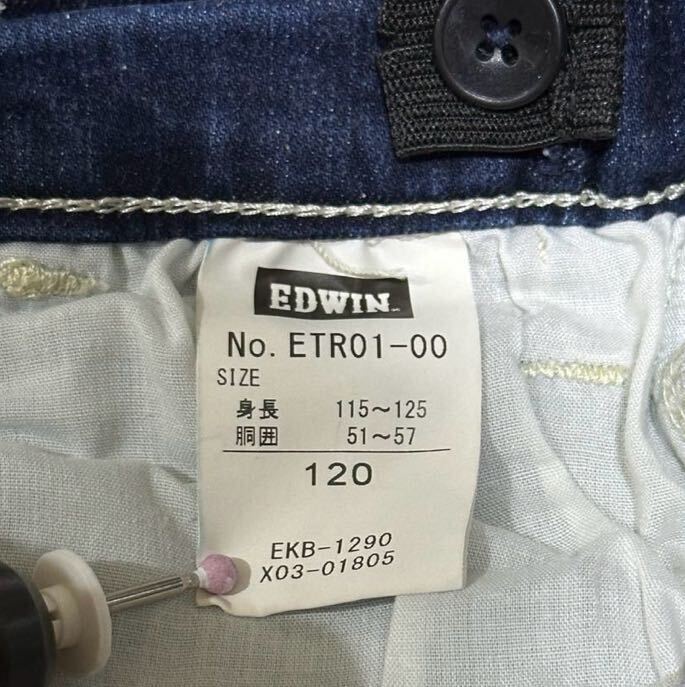 EDWIN
No. ETR01-00
SIZE
身長 115~125
胴囲 51~57
120
EKB-1290
X03-01805